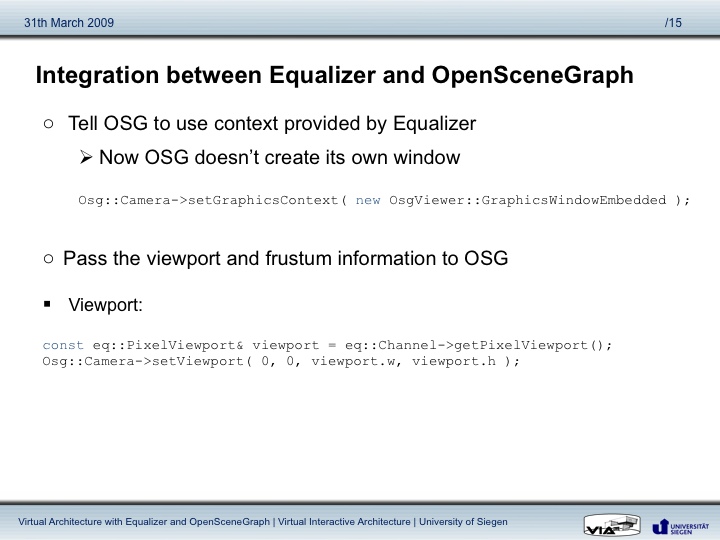 31th March 2009
/15
Integration between Equalizer and OpenSceneGraph
○ Tell OSG to use context provided by Equalizer
➢ Now OSG doesn’t create its own window
Osg::Camera->setGraphicsContext( new OsgViewer::GraphicsWindowEmbedded );
○ Pass the viewport and frustum information to OSG
▪ Viewport:
const eq::PixelViewport& viewport = eq::Channel->getPixelViewport();
Osg::Camera->setViewport( 0, 0, viewport.w, viewport.h );
Virtual Architecture with Equalizer and OpenSceneGraph | Virtual Interactive Architecture | University of Siegen
VIA
UNIVERSITÄT
SIEGEN